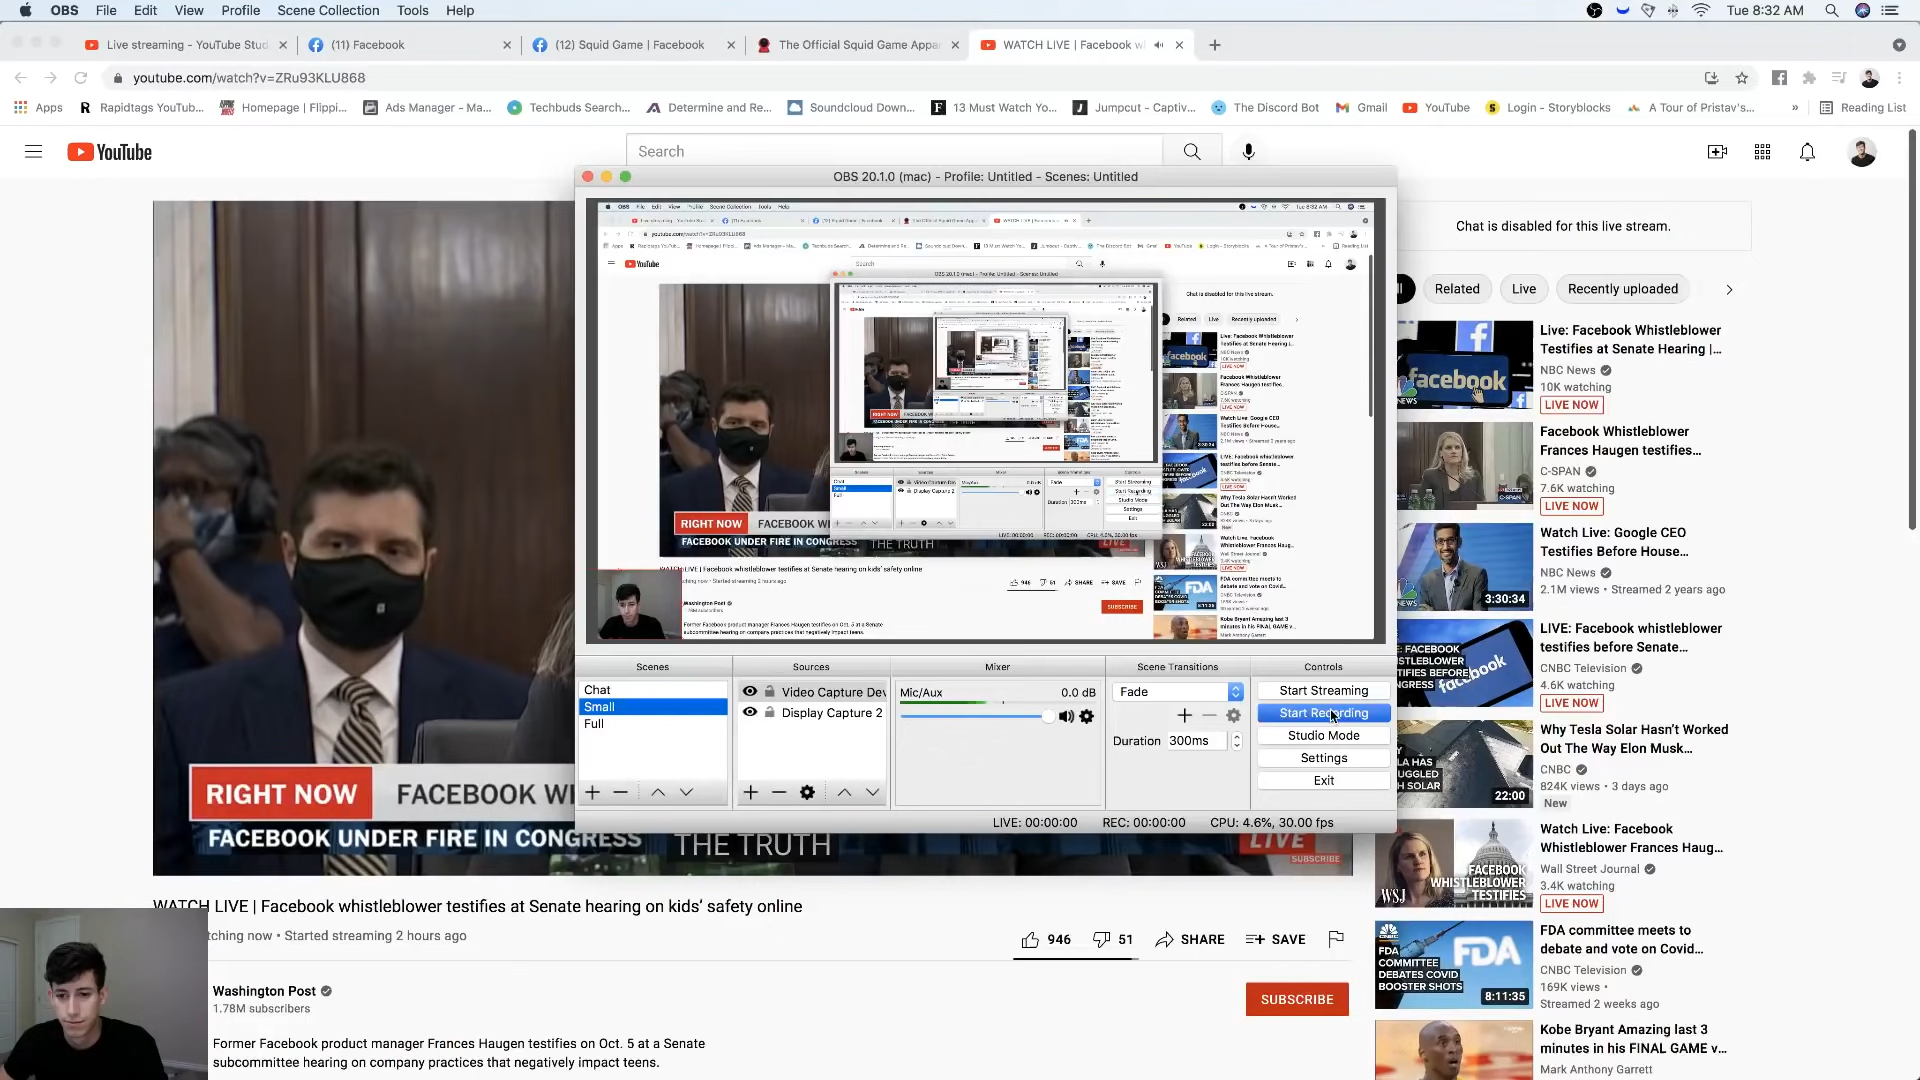 OBS File Edit View Profile Scene Collection Tools Help Tue 8:32 AM
Live streaming - YouTube Stud (11) Facebook (12) Squid Game | Facebook The Official Squid Game Appa WATCH LIVE | Facebook wh
youtube.com/watch?v=ZRu93KLU868
Apps Rapidtags YouTub... Homepage | Flippi... Ads Manager - Ma... Techbuds Search... Determine and Re... Soundcloud Down... 13 Must Watch Yo... Jumpcut - Captiv... The Discord Bot Gmail YouTube Login - Storyblocks A Tour of Pristav's... » Reading List
YouTube
Search
OBS 20.1.0 (mac) - Profile: Untitled - Scenes: Untitled
Chat is disabled for this live stream.
Related Live Recently uploaded
Live: Facebook Whistleblower
Testifies at Senate Hearing |...
NBC News
10K watching
LIVE NOW
Facebook Whistleblower
Frances Haugen testifies...
C-SPAN
7.6K watching
LIVE NOW
Watch Live: Google CEO
Testifies Before House...
NBC News
2.1M views • Streamed 2 years ago
3:30:34
LIVE: Facebook whistleblower
testifies before Senate...
CNBC Television
4.6K watching
LIVE NOW
Why Tesla Solar Hasn't Worked
Out The Way Elon Musk...
CNBC
824K views • 3 days ago
New
22:00
Watch Live: Facebook
Whistleblower Frances Haug...
Wall Street Journal
3.4K watching
LIVE NOW
FACEBOOK
WHISTLEBLOWER
TESTIFIES
WSJ
FDA committee meets to
debate and vote on Covid...
CNBC Television
169K views •
Streamed 2 weeks ago
FDA
COMMITTEE
DEBATES COVID
BOOSTER SHOTS
8:11:35
Kobe Bryant Amazing last 3
minutes in his FINAL GAME v...
Mark Anthony Garrett
Scenes Sources Mixer Scene Transitions Controls
Chat
Small
Full
Video Capture Dev
Display Capture 2
Mic/Aux 0.0 dB
Fade
Duration 300ms
Start Streaming
Start Recording
Studio Mode
Settings
Exit
LIVE: 00:00:00 REC: 00:00:00 CPU: 4.6%, 30.00 fps
RIGHT NOW FACEBOOK WI
FACEBOOK UNDER FIRE IN CONGRESS
THE TRUTH
LIVE
SUBSCRIBE
WATCH LIVE | Facebook whistleblower testifies at Senate hearing on kids' safety online
tching now • Started streaming 2 hours ago
946 51 SHARE SAVE
Washington Post
1.78M subscribers
SUBSCRIBE
Former Facebook product manager Frances Haugen testifies on Oct. 5 at a Senate
subcommittee hearing on company practices that negatively impact teens.